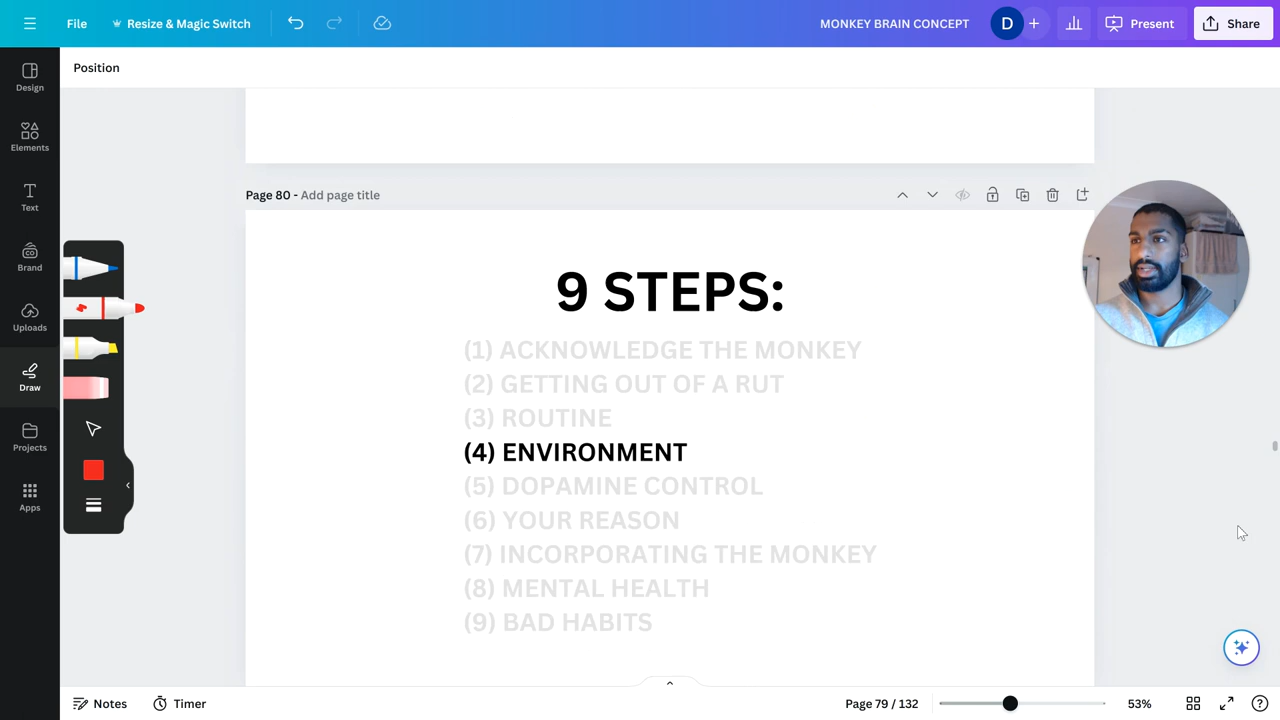 File
Resize & Magic Switch
MONKEY BRAIN CONCEPT
D
Present
Share
Position
Design
Elements
Text
Brand
Uploads
Draw
Projects
Apps
Page 80 - Add page title
9 STEPS:
(1) ACKNOWLEDGE THE MONKEY
(2) GETTING OUT OF A RUT
(3) ROUTINE
(4) ENVIRONMENT
(5) DOPAMINE CONTROL
(6) YOUR REASON
(7) INCORPORATING THE MONKEY
(8) MENTAL HEALTH
(9) BAD HABITS
Notes
Timer
Page 79 / 132
53%